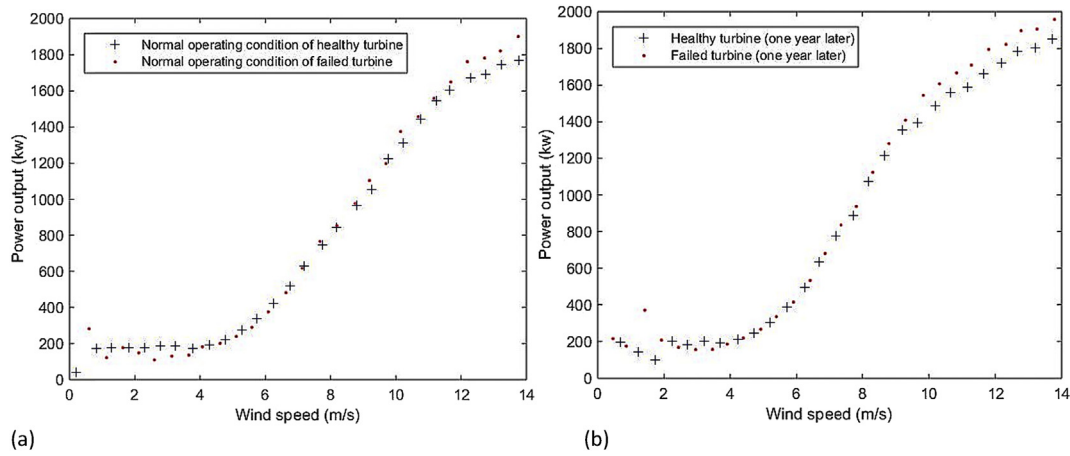 2000
1800
1600
1400
1200
1000
800
600
400
200
0
Power output (kw)
Normal operating condition of healthy turbine
Normal operating condition of failed turbine
0 2 4 6 8 10 12 14
Wind speed (m/s)
(a)
2000
1800
1600
1400
1200
1000
800
600
400
200
0
Power output (kw)
Healthy turbine (one year later)
Failed turbine (one year later)
0 2 4 6 8 10 12 14
Wind speed (m/s)
(b)